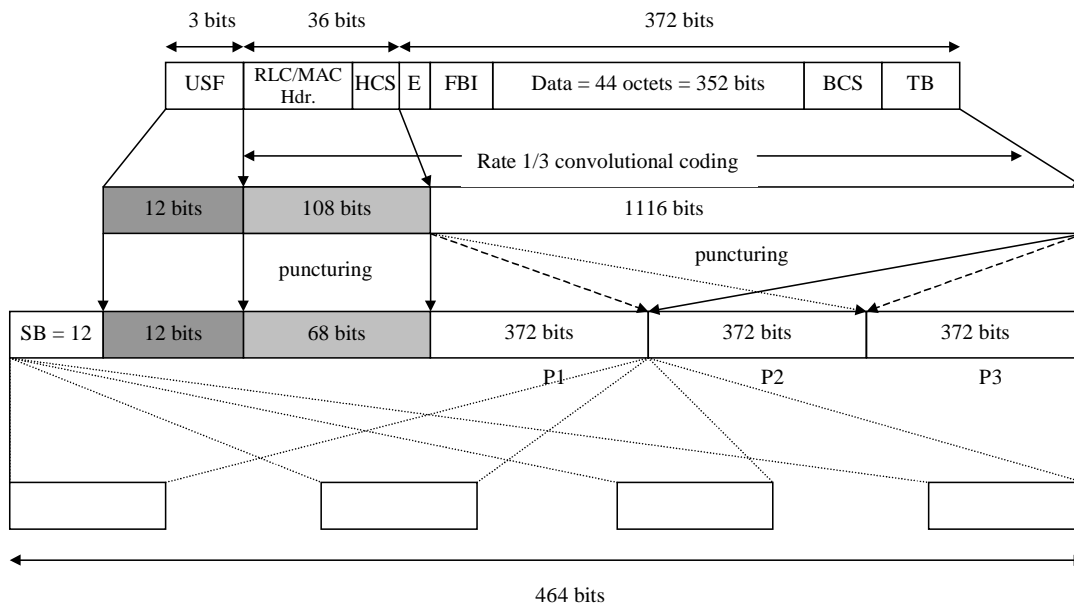 3 bits 36 bits 372 bits
USF RLC/MAC Hdr. HCS E FBI Data = 44 octets = 352 bits BCS TB
Rate 1/3 convolutional coding
12 bits 108 bits 1116 bits
puncturing puncturing
SB = 12 12 bits 68 bits 372 bits 372 bits 372 bits
P1 P2 P3
464 bits